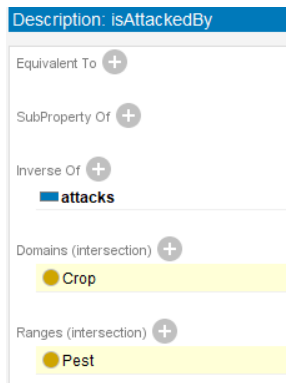 Description: isAttackedBy
Equivalent To
SubProperty Of
Inverse Of
attacks
Domains (intersection)
Crop
Ranges (intersection)
Pest